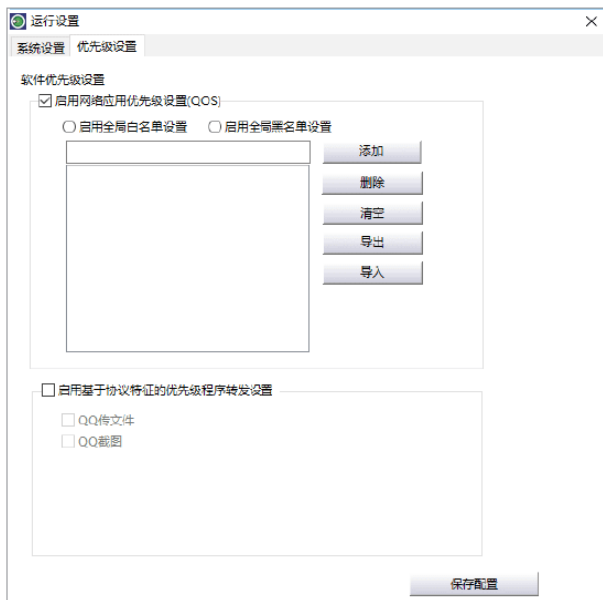 运行设置
系统设置 优先级设置
软件优先级设置
启用网络应用优先级设置(QOS)
启用全局白名单设置 启用全局黑名单设置
添加
删除
清空
导出
导入
启用基于协议特征的优先级程序转发设置
QQ传文件
QQ截图
保存配置